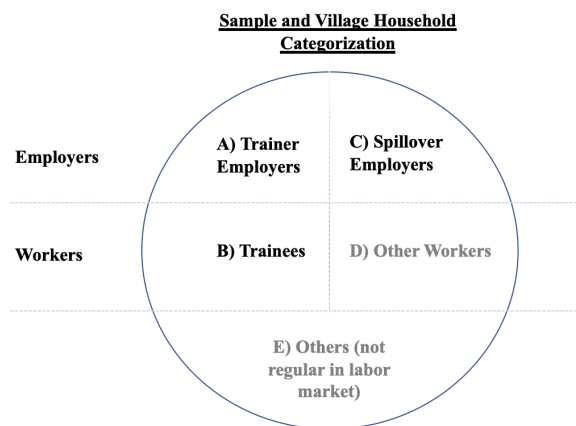 Sample and Village Household
Categorization
Employers
A) Trainer
Employers
C) Spillover
Employers
Workers
B) Trainees
D) Other Workers
E) Others (not
regular in labor
market)